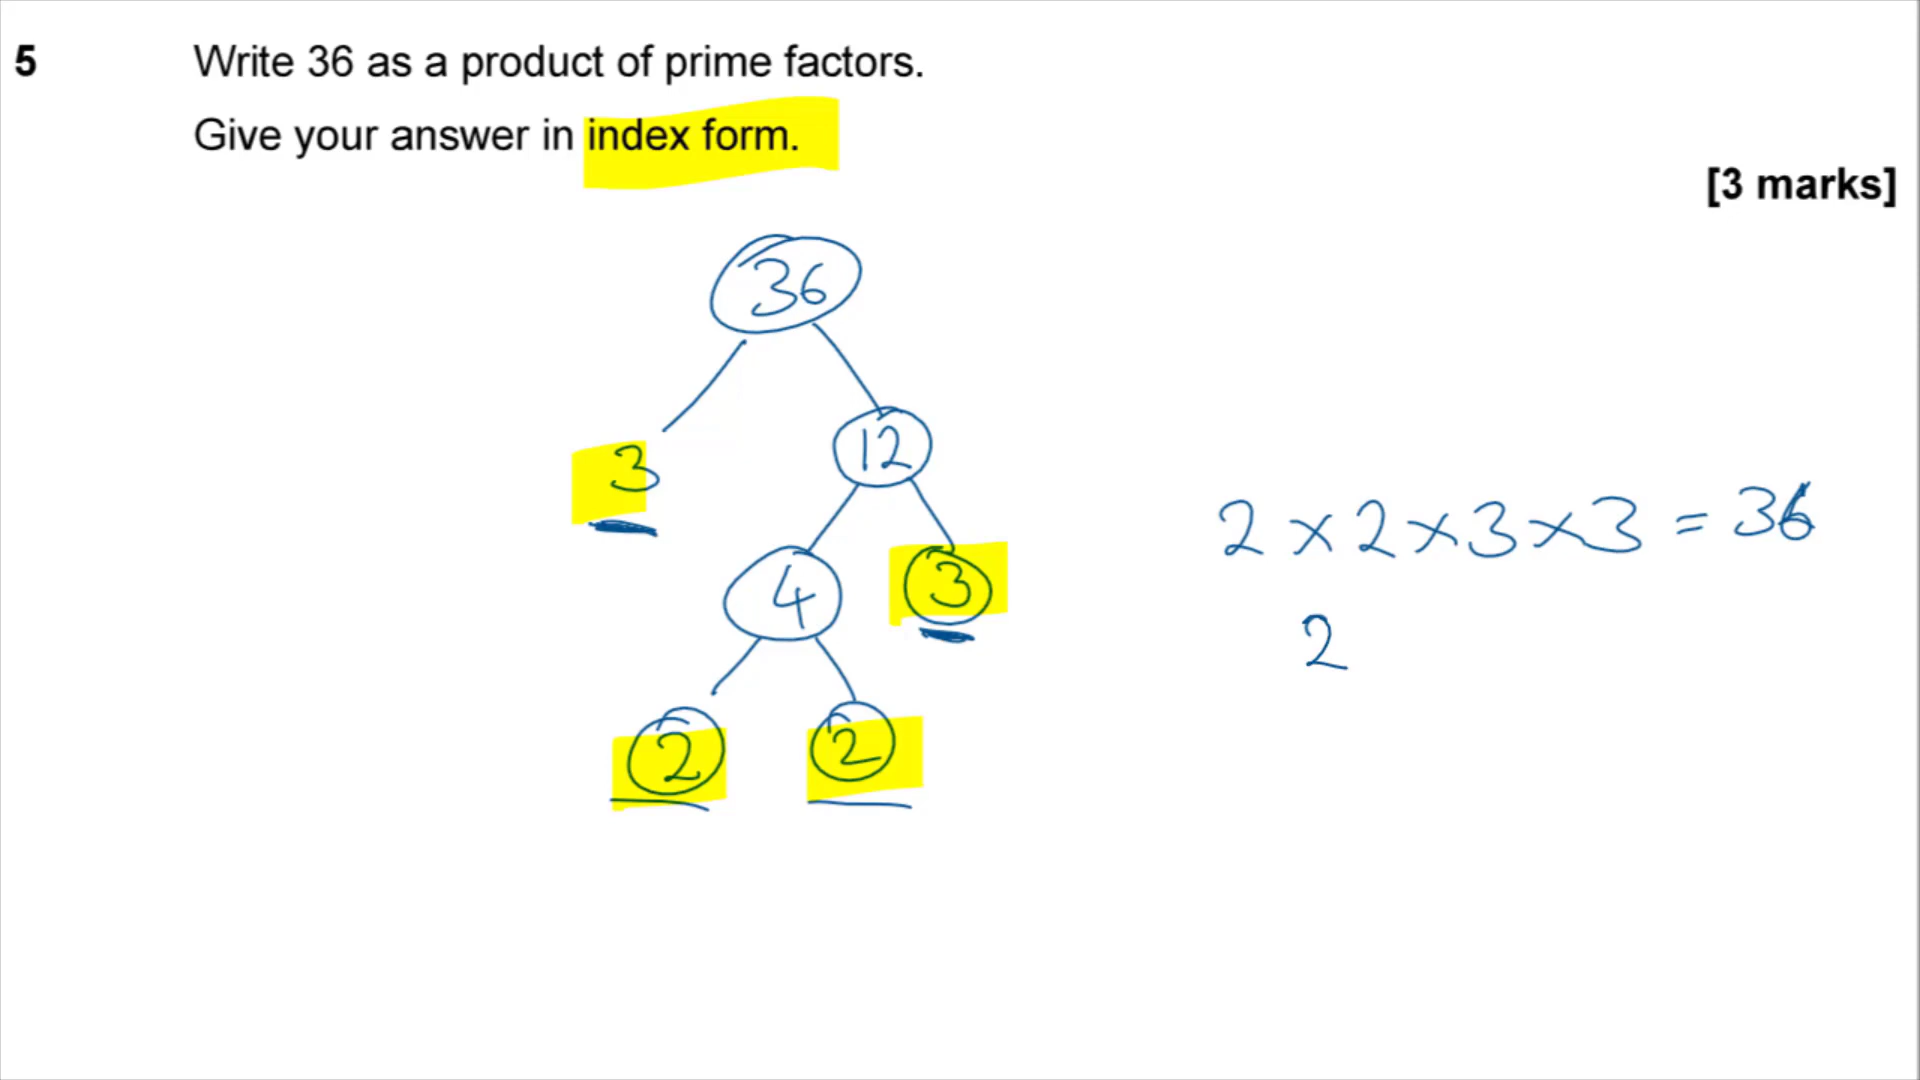 5 Write 36 as a product of prime factors.
Give your answer in index form.
[3 marks]
36
3 12
4 3
2 2
2 × 2 × 3 × 3 = 36
2